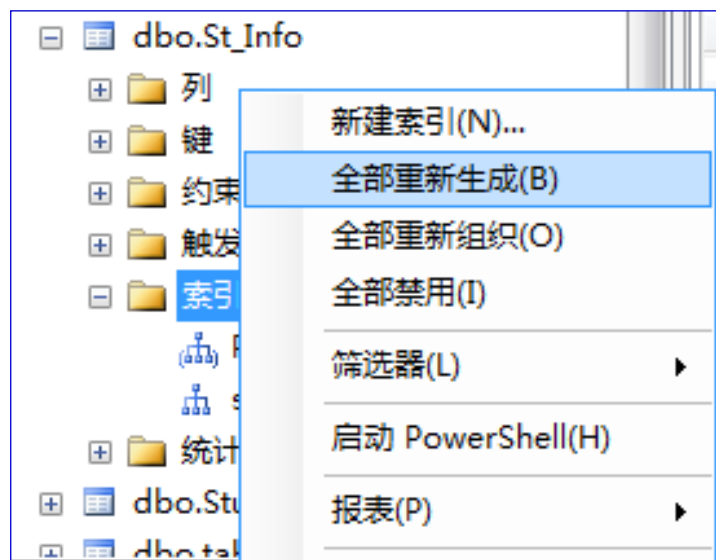 dbo.St_Info
列
键
约束
触发
索引
统计
dbo.Stu
dbo.tab
新建索引(N)...
全部重新生成(B)
全部重新组织(O)
全部禁用(I)
筛选器(L)
启动 PowerShell(H)
报表(P)